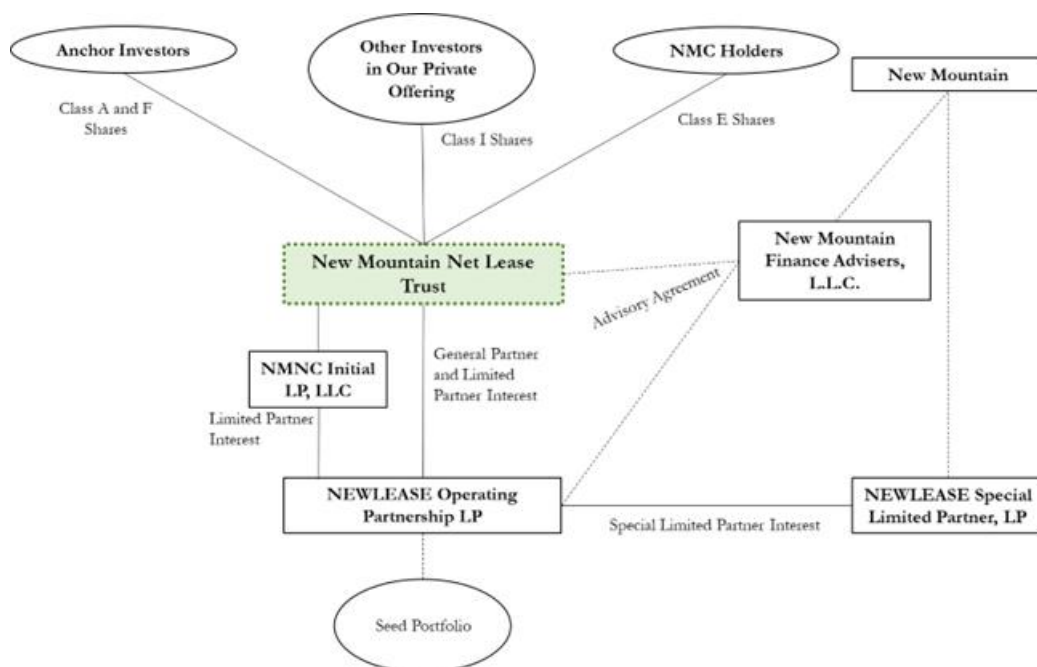 Anchor Investors
Other Investors
in Our Private
Offering
NMC Holders
New Mountain
Class A and F
Shares
Class I Shares
Class E Shares
New Mountain Net Lease
Trust
New Mountain
Finance Advisers,
L.L.C.
Advisory Agreement
NMNC Initial
LP, LLC
General Partner
and Limited
Partner Interest
Limited Partner
Interest
NEWLEASE Operating
Partnership LP
Special Limited Partner Interest
NEWLEASE Special
Limited Partner, LP
Seed Portfolio